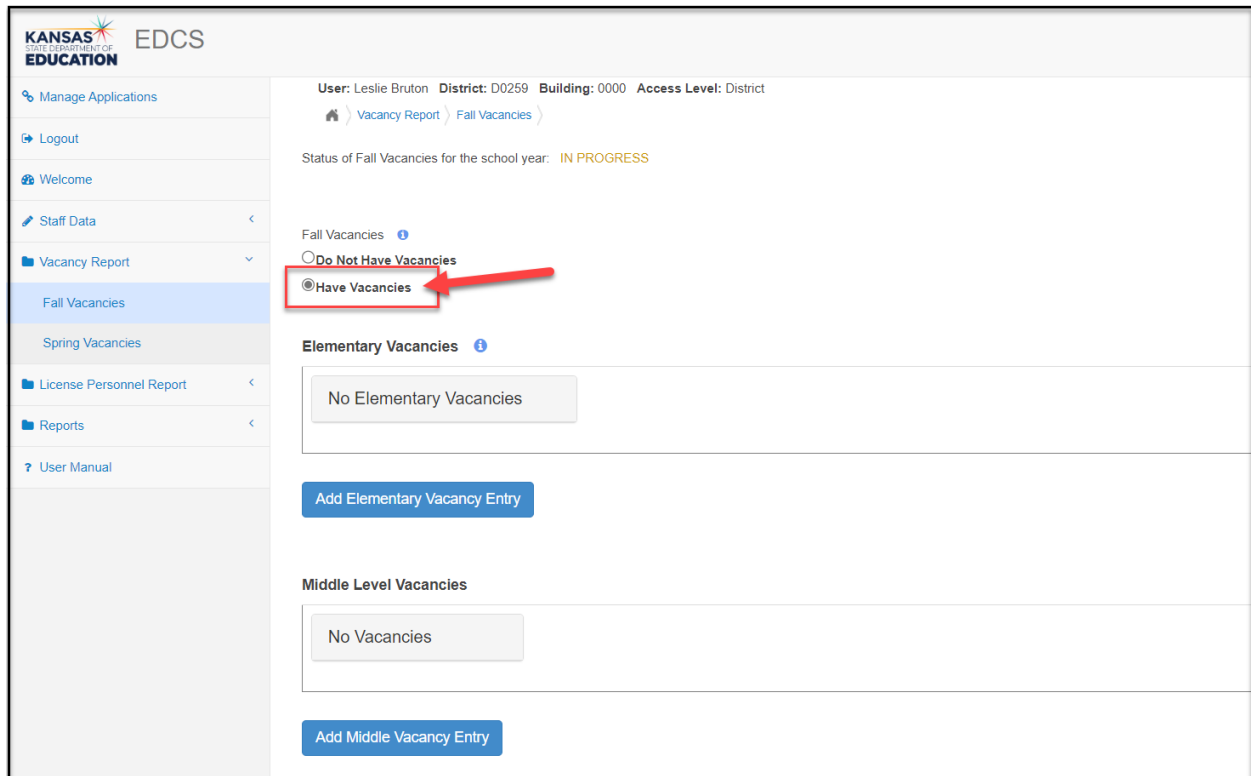 KANSAS
STATE DEPARTMENT OF
EDUCATION
EDCS
Manage Applications
Logout
Welcome
Staff Data
Vacancy Report
Fall Vacancies
Spring Vacancies
License Personnel Report
Reports
? User Manual
User: Leslie Bruton District: D0259 Building: 0000 Access Level: District
Vacancy Report Fall Vacancies
Status of Fall Vacancies for the school year: IN PROGRESS
Fall Vacancies
Do Not Have Vacancies
Have Vacancies
Elementary Vacancies
No Elementary Vacancies
Add Elementary Vacancy Entry
Middle Level Vacancies
No Vacancies
Add Middle Vacancy Entry